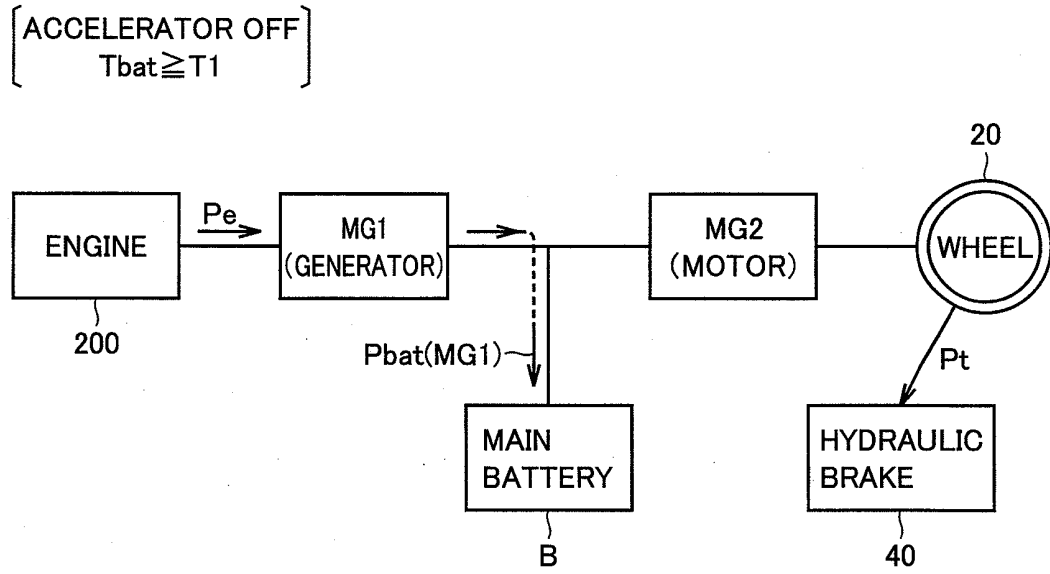 ACCELERATOR OFF
Tbat≧T1
20
Pe
ENGINE
MG1
(GENERATOR)
MG2
(MOTOR)
WHEEL
200
Pbat(MG1)
Pt
MAIN
BATTERY
HYDRAULIC
BRAKE
B
40